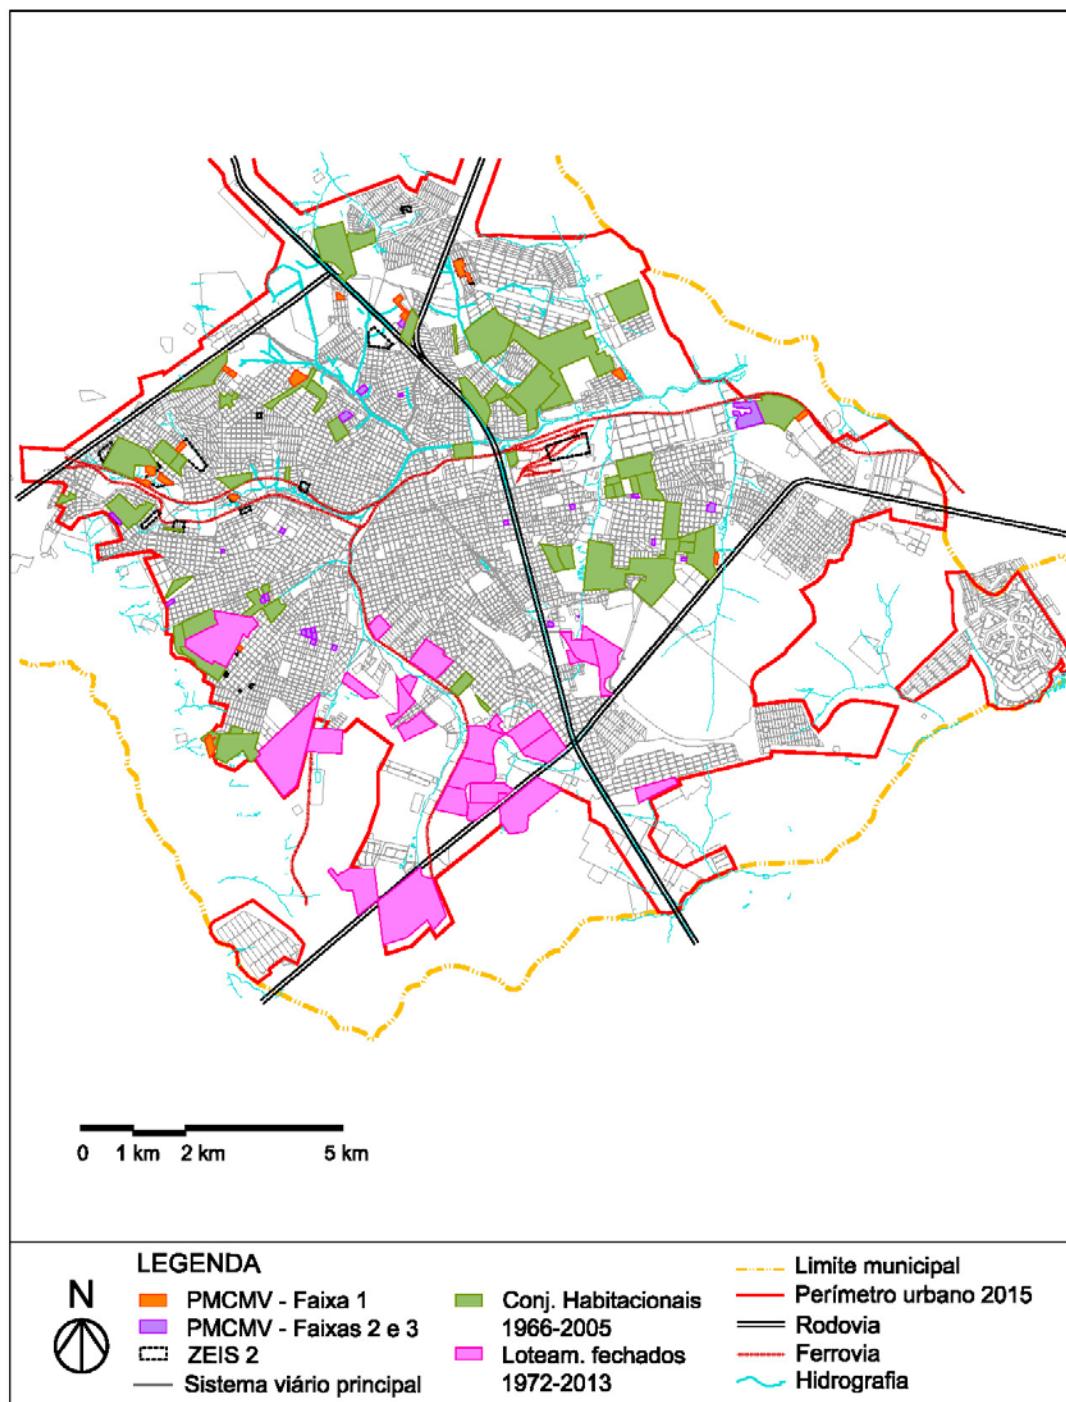 0 1 km 2 km 5 km
LEGENDA
N
PMCMV - Faixa 1
PMCMV - Faixas 2 e 3
ZEIS 2
Sistema viário principal
Conj. Habitacionais
1966-2005
Loteam. fechados
1972-2013
Limite municipal
Perímetro urbano 2015
Rodovia
Ferrovia
Hidrografia